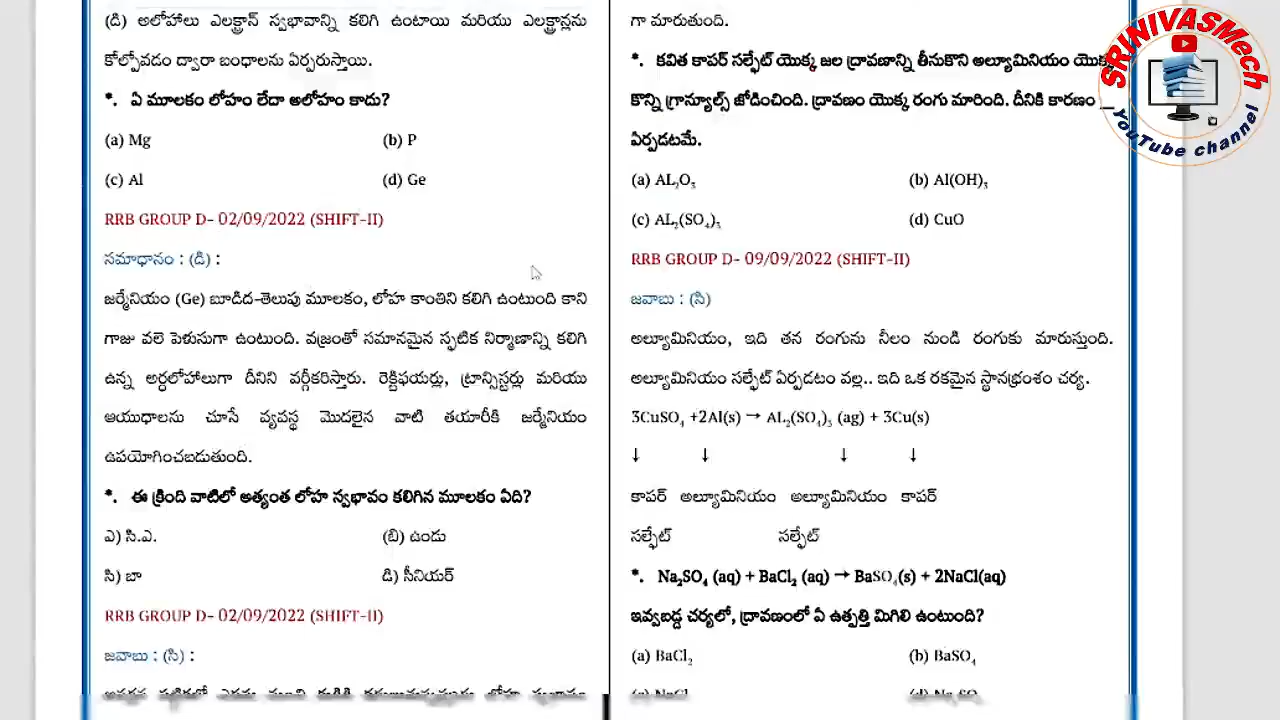 (డి) అలోహాలు ఎలక్ట్రాన్ స్వభావాన్ని కలిగి ఉంటాయి మరియు ఎలక్ట్రాన్లను
కోల్పోవడం ద్వారా బంధాలను ఏర్పరుస్తాయి.
*. ఏ మూలకం లోహం లేదా అలోహం కాదు?
(a) Mg (b) P
(c) Al (d) Ge
RRB GROUP D- 02/09/2022 (SHIFT-II)
సమాధానం : (డి) :
జర్మేనియం (Ge) బూడిద-తెలుపు మూలకం, లోహ కాంతిని కలిగి ఉంటుంది కాని
గాజు వలె పెళుసుగా ఉంటుంది. వజ్రంతో సమానమైన స్ఫటిక నిర్మాణాన్ని కలిగి
ఉన్న అర్ధలోహాలుగా దీనిని వర్గీకరిస్తారు. రెక్టిఫయర్లు, ట్రాన్సిస్టర్లు మరియు
ఆయుధాలను చూసే వ్యవస్థ మొదలైన వాటి తయారీకి జర్మేనియం
ఉపయోగించబడుతుంది.
*. ఈ క్రింది వాటిలో అత్యంత లోహ స్వభావం కలిగిన మూలకం ఏది?
ఎ) సి.ఎ. (బి) ఉండు
సి) బా డి) సీనియర్
RRB GROUP D- 02/09/2022 (SHIFT-II)
జవాబు : (సి) :
గా మారుతుంది.
*. కవిత కాపర్ సల్ఫేట్ యొక్క జల ద్రావణాన్ని తీసుకొని అల్యూమినియం
కొన్ని గ్రాన్యూల్స్ జోడించింది. ద్రావణం యొక్క రంగు మారింది. దీనికి కారణం _
ఏర్పడటమే.
(a) AL₂O₃ (b) Al(OH)₃
(c) AL₂(SO₄)₃ (d) CuO
RRB GROUP D- 09/09/2022 (SHIFT-II)
జవాబు : (సి)
అల్యూమినియం, ఇది తన రంగును నీలం నుండి రంగుకు మారుస్తుంది.
అల్యూమినియం సల్ఫేట్ ఏర్పడటం వల్ల.. ఇది ఒక రకమైన స్థానభ్రంశం చర్య.
3CuSO₄ +2Al(s) → AL₂(SO₄)₃ (ag) + 3Cu(s)
↓ ↓ ↓ ↓
కాపర్ అల్యూమినియం అల్యూమినియం కాపర్
సల్ఫేట్ సల్ఫేట్
*. Na₂SO₄ (aq) + BaCl₂ (aq) → BaSO₄(s) + 2NaCl(aq)
ఇవ్వబడ్డ చర్యలో, ద్రావణంలో ఏ ఉత్పత్తి మిగిలి ఉంటుంది?
(a) BaCl₂ (b) BaSO₄
SRINIVASMech
YouTube channel